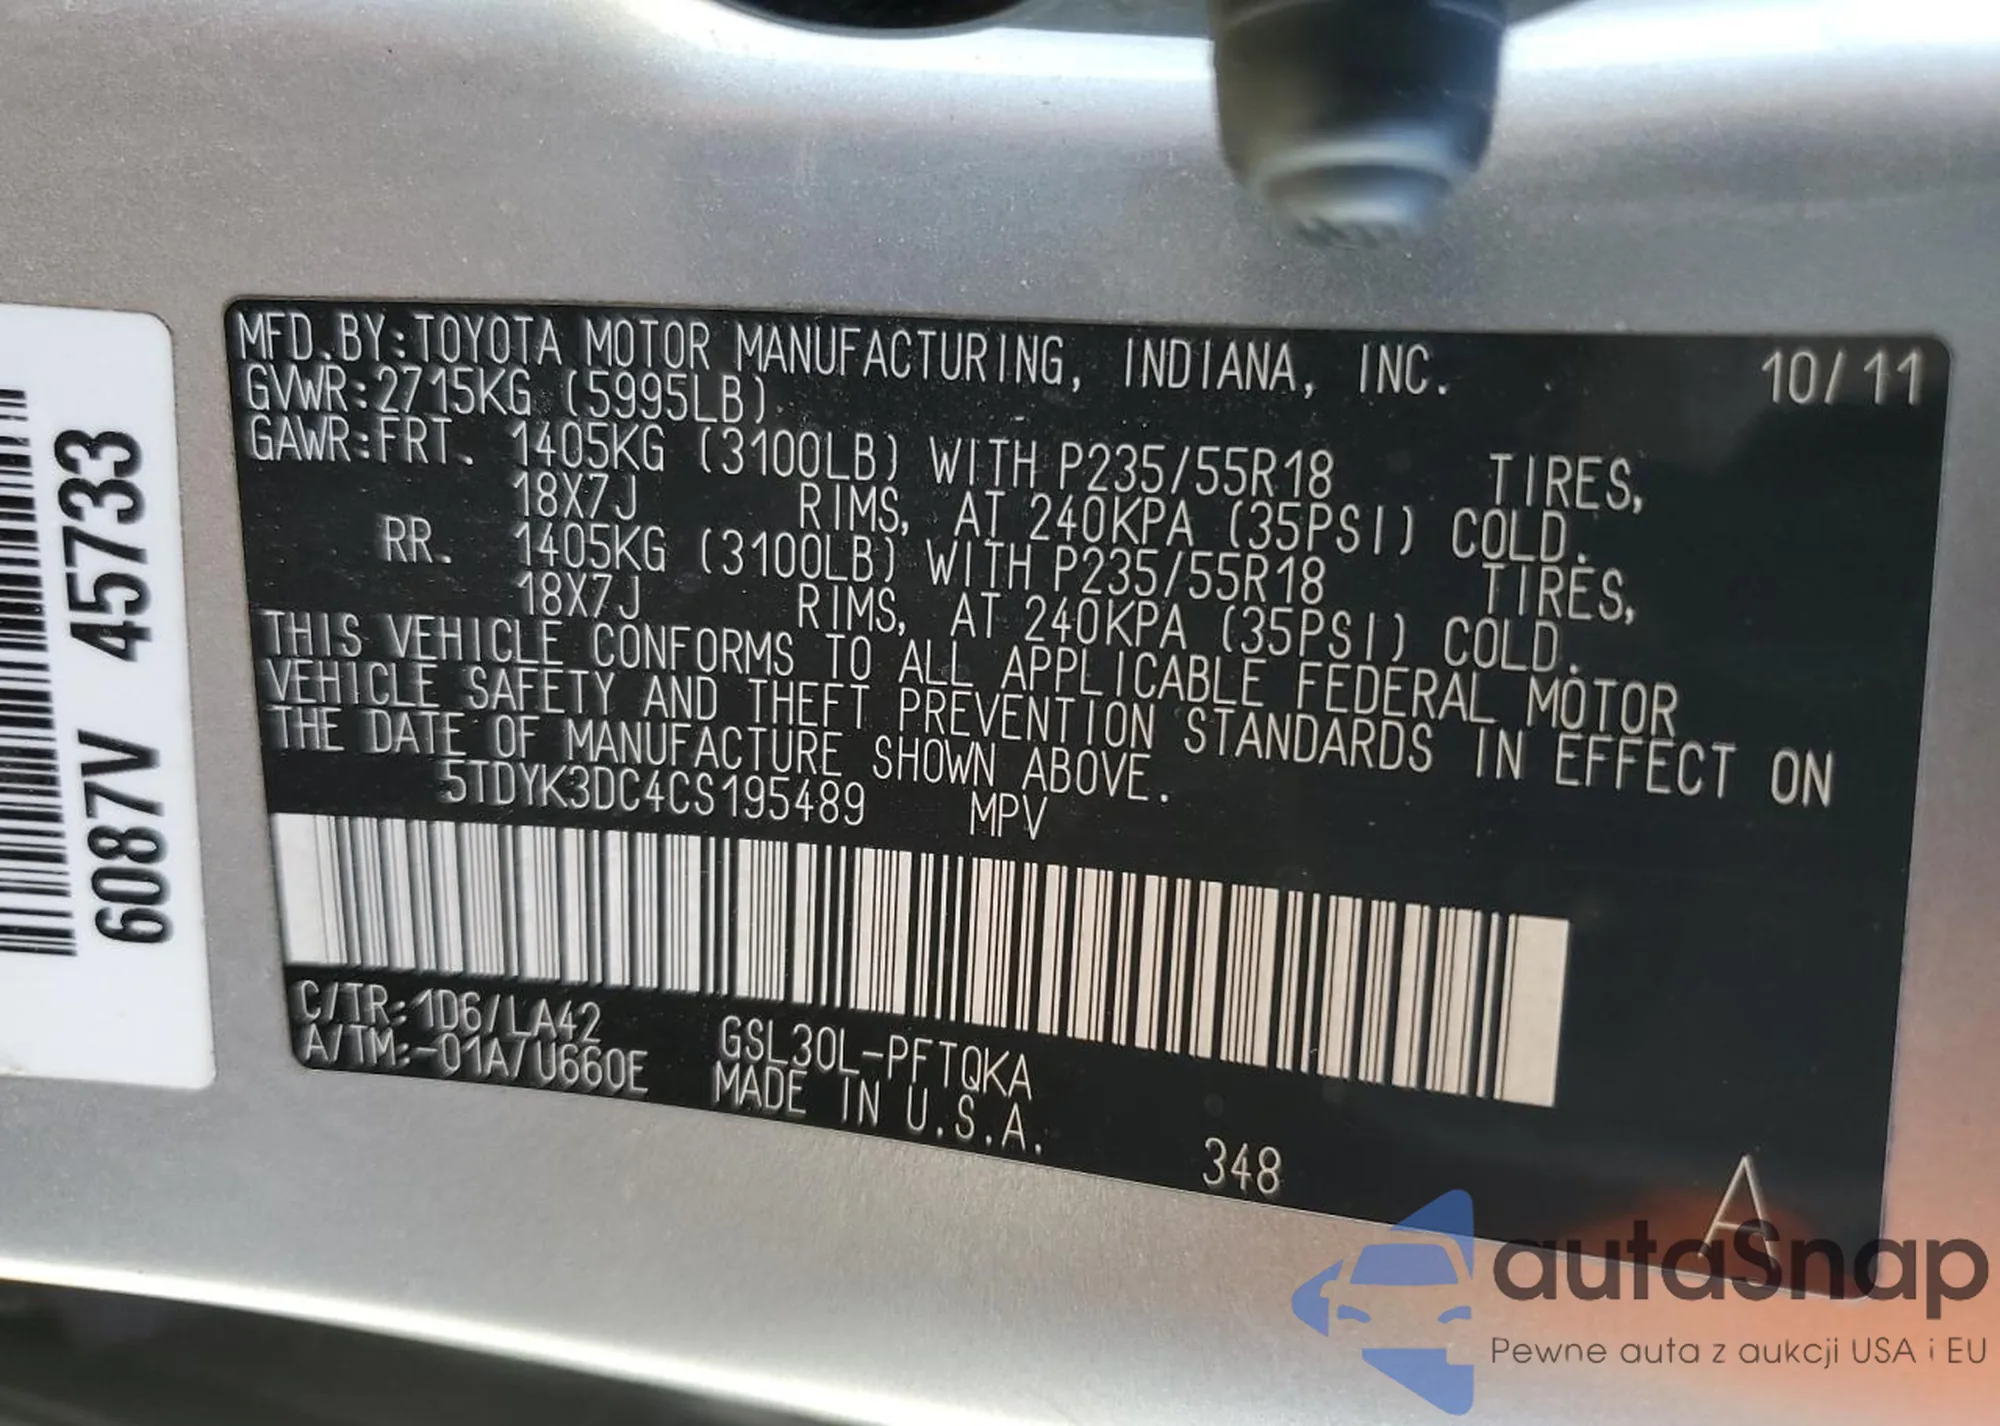 MFD.BY:TOYOTA MOTOR MANUFACTURING, INDIANA, INC. 10/11
GVWR:2715KG (5995LB)
GAWR:FRT. 1405KG (3100LB) WITH P235/55R18 TIRES,
18X7J RIMS, AT 240KPA (35PSI) COLD.
RR. 1405KG (3100LB) WITH P235/55R18 TIRES,
18X7J RIMS, AT 240KPA (35PSI) COLD.
THIS VEHICLE CONFORMS TO ALL APPLICABLE FEDERAL MOTOR
VEHICLE SAFETY AND THEFT PREVENTION STANDARDS IN EFFECT ON
THE DATE OF MANUFACTURE SHOWN ABOVE.
5TDYK3DC4CS195489 MPV
C/TR:1D6/LA42 GSL30L-PFTQKA
A/TM:-01A/U660E MADE IN U.S.A.
348
A
6087V 45733
autaSnap
Pewne auta z aukcji USA i EU